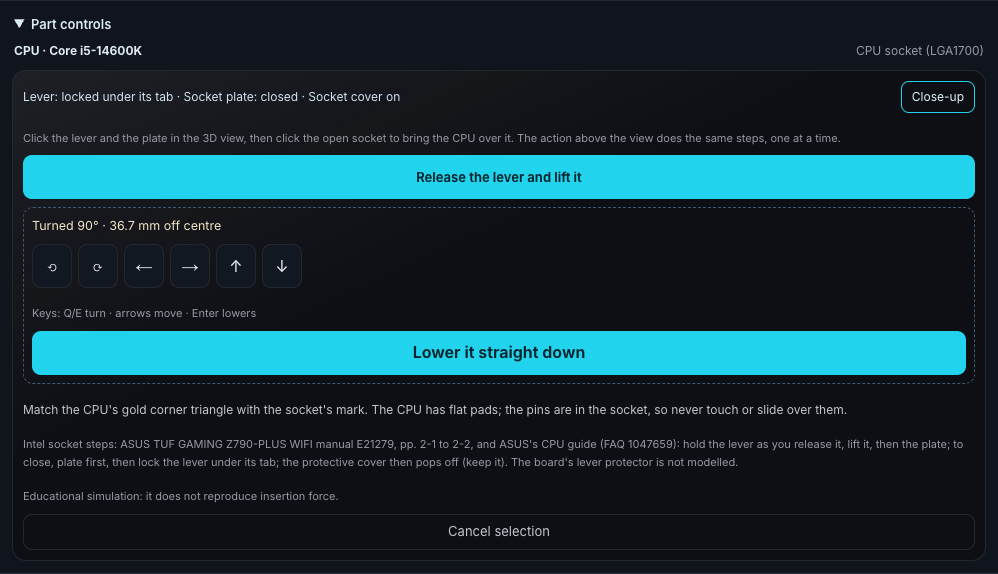 ▼ Part controls
CPU · Core i5-14600K
CPU socket (LGA1700)
Lever: locked under its tab · Socket plate: closed · Socket cover on
Close-up
Click the lever and the plate in the 3D view, then click the open socket to bring the CPU over it. The action above the view does the same steps, one at a time.
Release the lever and lift it
Turned 90° · 36.7 mm off centre
⟲ ⟳ ← → ↑ ↓
Keys: Q/E turn · arrows move · Enter lowers
Lower it straight down
Match the CPU's gold corner triangle with the socket's mark. The CPU has flat pads; the pins are in the socket, so never touch or slide over them.
Intel socket steps: ASUS TUF GAMING Z790-PLUS WIFI manual E21279, pp. 2-1 to 2-2, and ASUS's CPU guide (FAQ 1047659): hold the lever as you release it, lift it, then the plate; to
close, plate first, then lock the lever under its tab; the protective cover then pops off (keep it). The board's lever protector is not modelled.
Educational simulation: it does not reproduce insertion force.
Cancel selection